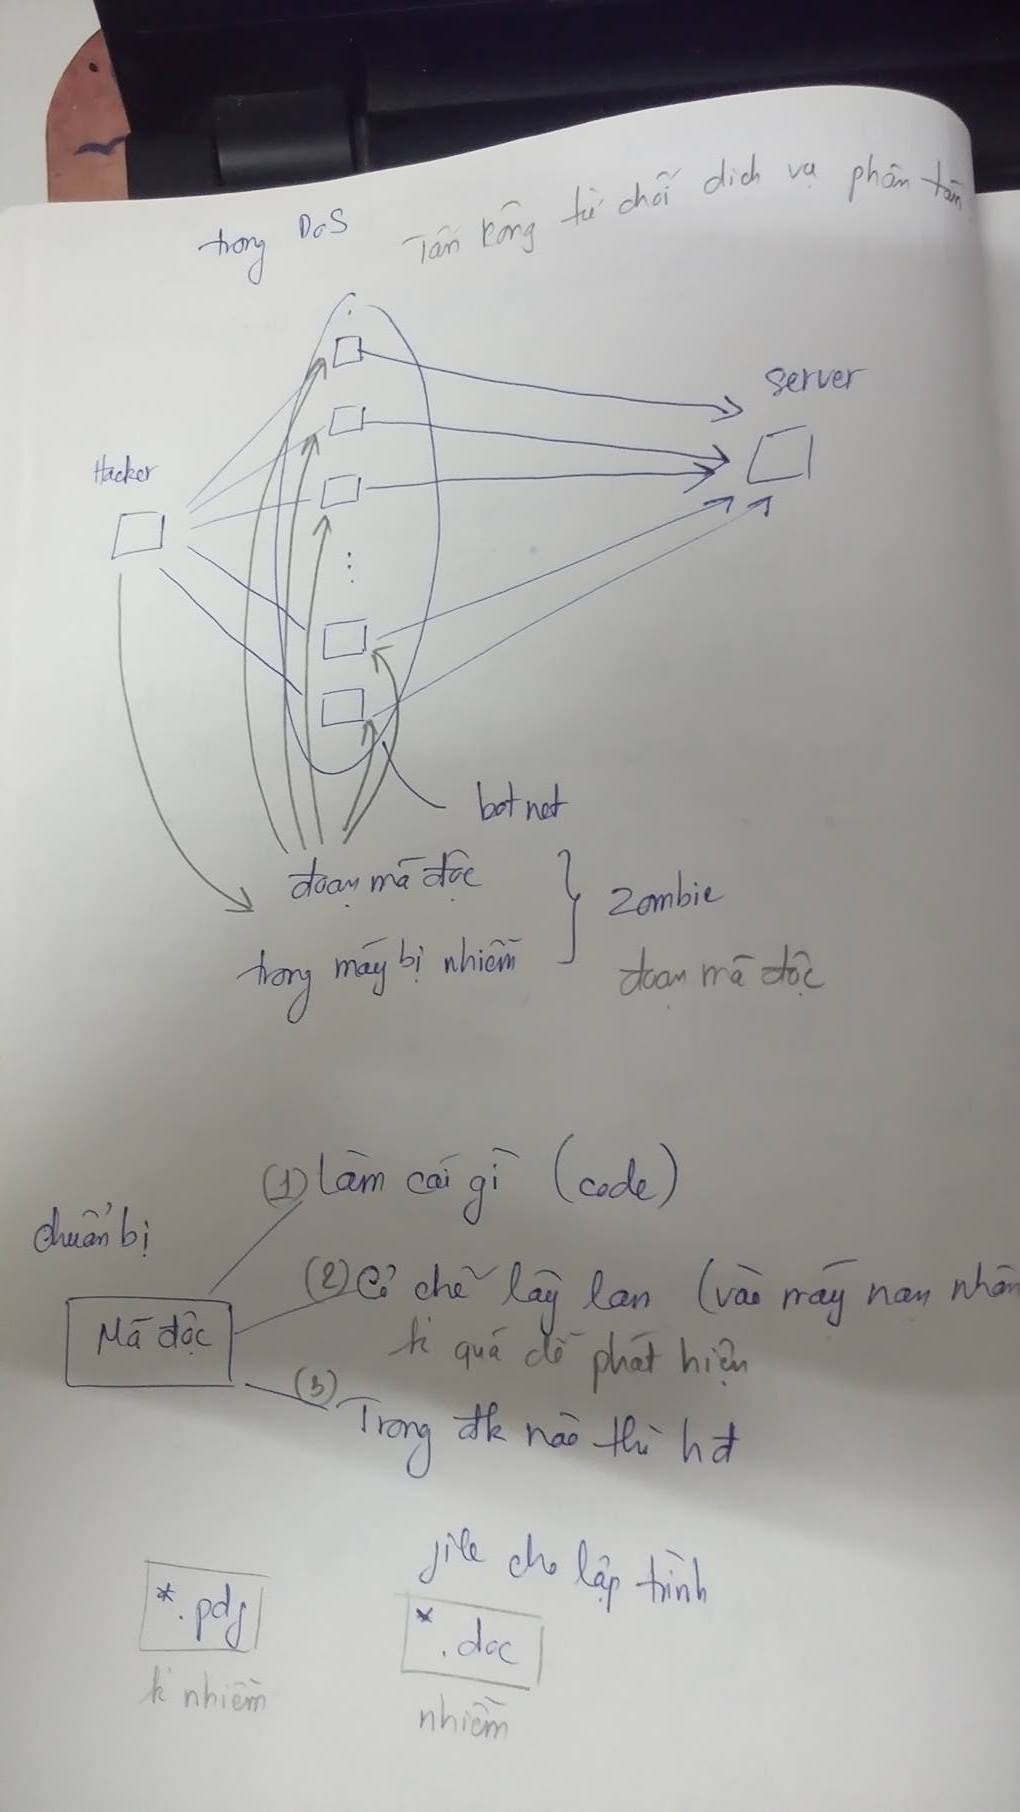 trong DoS Tấn công từ chối dịch vụ phân tán
Server
Hacker
botnet
đoạn mã độc
trong máy bị nhiễm
Zombie
đoạn mã độc
(1) Làm cái gì (code)
chuẩn bị
Mã độc
(2) Cơ chế lây lan (vào máy nạn nhân
k quá dễ phát hiện
(3) Trong đk nào thì hđ
file cho lập trình
*.pdf
*.doc
k nhiễm
nhiễm